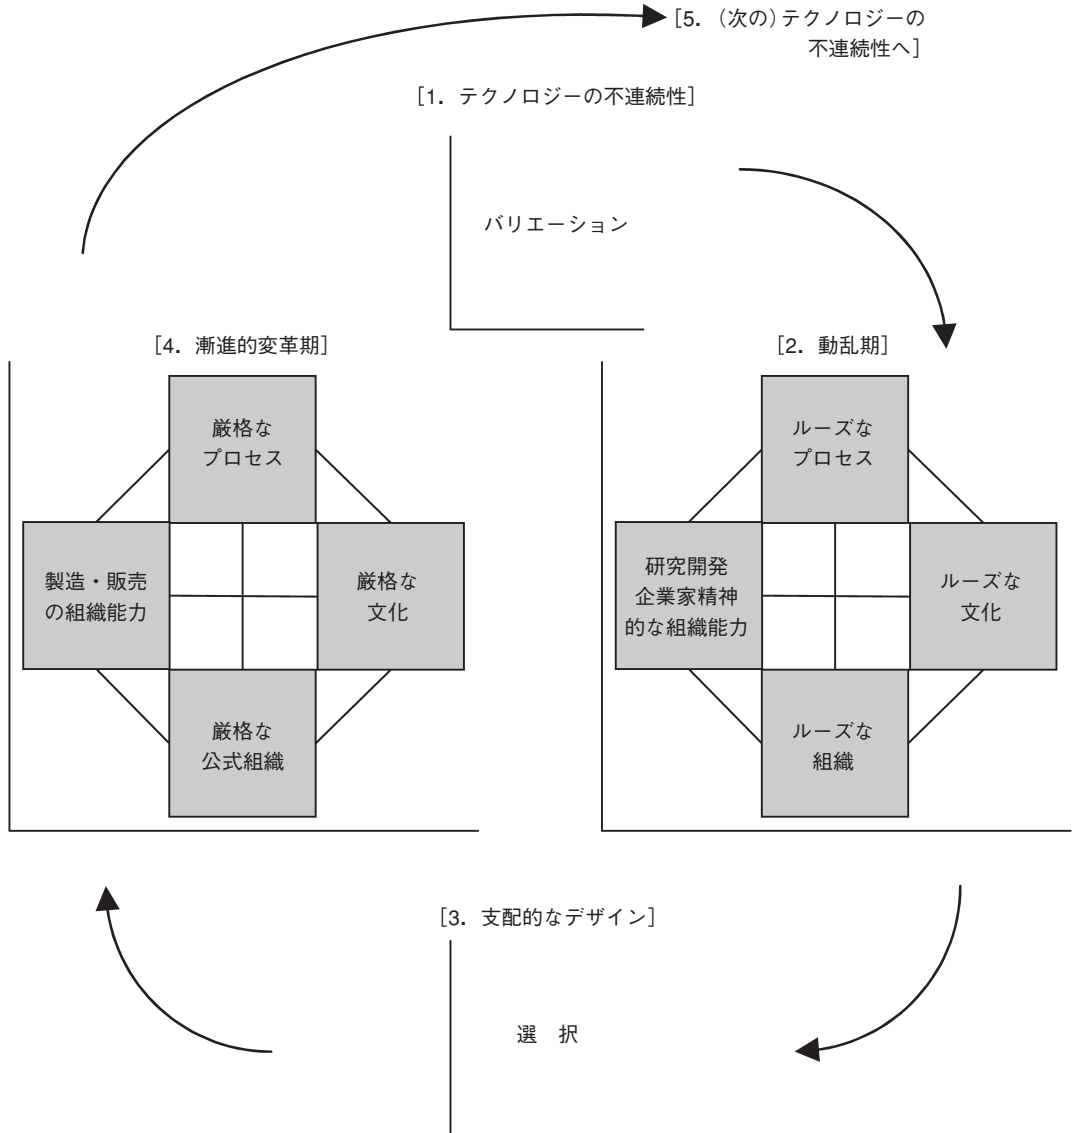 [5. (次の)テクノロジーの
不連続性へ]
[1. テクノロジーの不連続性]
バリエーション
[4. 漸進的変革期]
厳格な
プロセス
製造・販売
の組織能力
厳格な
文化
厳格な
公式組織
[2. 動乱期]
ルーズな
プロセス
研究開発
企業家精神
的な組織能力
ルーズな
文化
ルーズな
組織
[3. 支配的なデザイン]
選 択